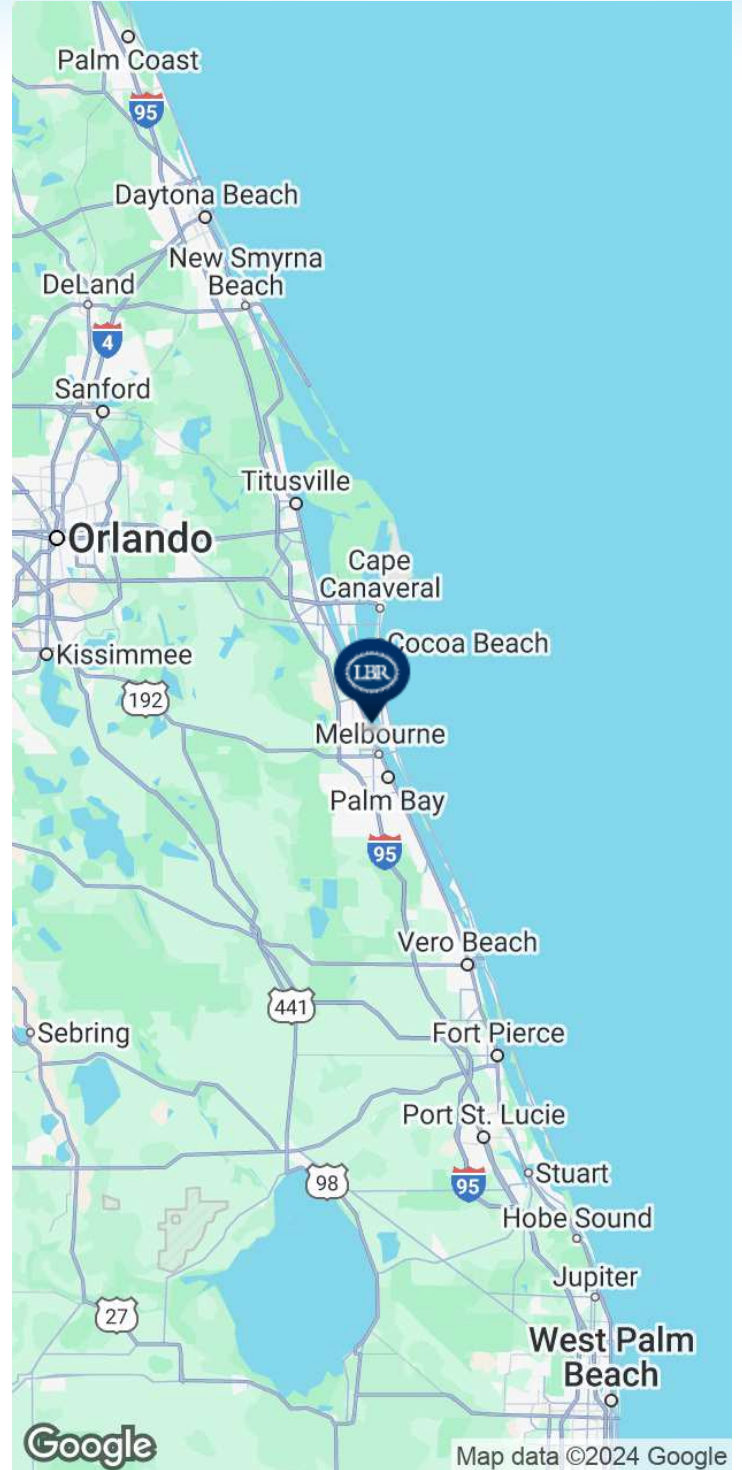 Palm Coast
95
Daytona Beach
New Smyrna
Beach
DeLand
4
Sanford
Titusville
Orlando
Cape
Canaveral
Cocoa Beach
Kissimmee
LBR
192
Melbourne
Palm Bay
95
Vero Beach
441
Sebring
Fort Pierce
Port St. Lucie
95
Stuart
98
Hobe Sound
Jupiter
27
West Palm
Beach
Google
Map data ©2024 Google